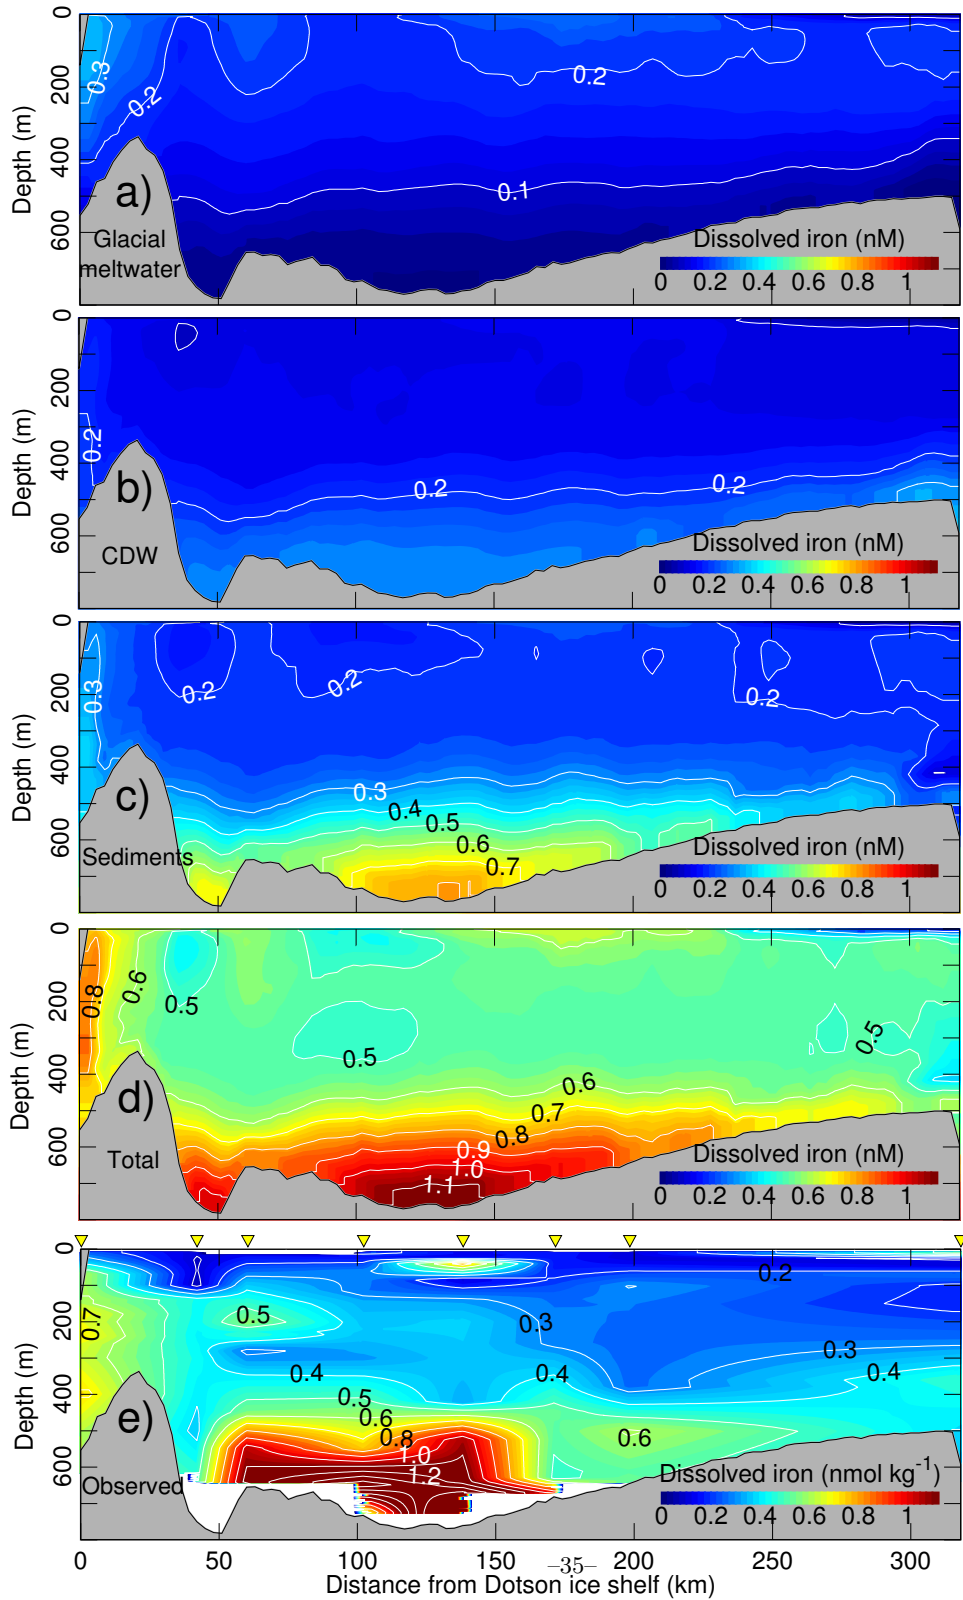 0
200
400
600
Depth (m)
0.3
0.2
0.2
0.1
a)
Glacial
meltwater
Dissolved iron (nM)
0 0.2 0.4 0.6 0.8 1
0
200
400
600
Depth (m)
0.2
0.2
0.2
b)
CDW
Dissolved iron (nM)
0 0.2 0.4 0.6 0.8 1
0
200
400
600
Depth (m)
0.3
0.2
0.2
0.2
0.3
0.4
0.5
0.6
0.7
c)
Sediments
Dissolved iron (nM)
0 0.2 0.4 0.6 0.8 1
0
200
400
600
Depth (m)
0.8
0.6
0.5
0.5
0.5
0.6
0.7
0.8
0.9
1.0
1.1
d)
Total
Dissolved iron (nM)
0 0.2 0.4 0.6 0.8 1
0
200
400
600
Depth (m)
0.7
0.5
0.2
0.3
0.3
0.4
0.4
0.4
0.5
0.6
0.8
0.6
1.0
1.2
e)
Observed
Dissolved iron (nmol kg⁻¹)
0 0.2 0.4 0.6 0.8 1
0 50 100 150 200 250 300
–35–
Distance from Dotson ice shelf (km)